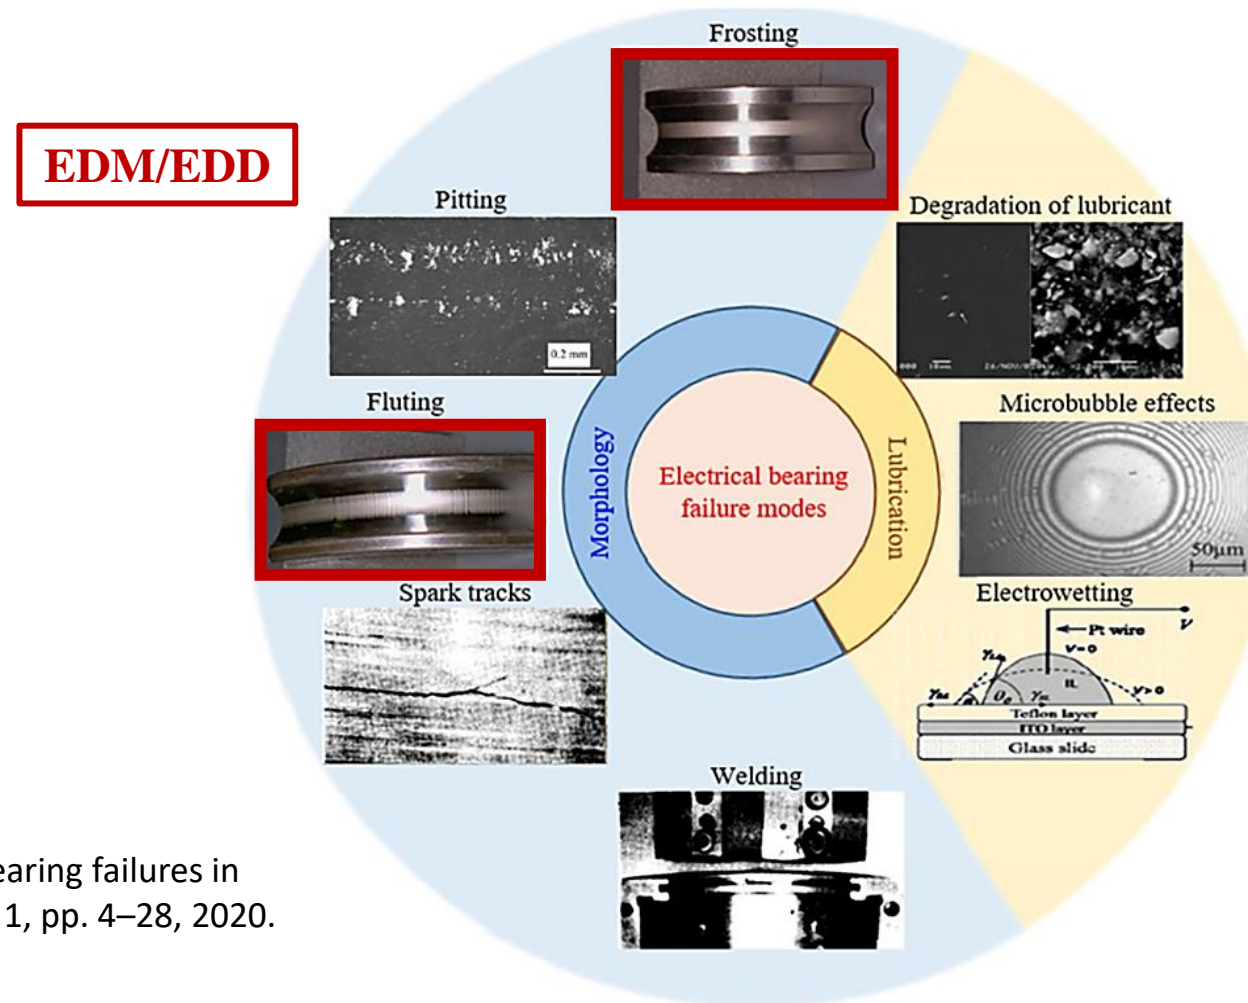 Frosting
EDM/EDD
Pitting
Degradation of lubricant
0.2 mm
Fluting
Microbubble effects
Morphology
Electrical bearing
failure modes
Lubrication
50μm
Spark tracks
Electrowetting
Pt wire
V
v=0
IL
v>0
Teflon layer
ITO layer
Glass slide
Welding
earing failures in
1, pp. 4–28, 2020.